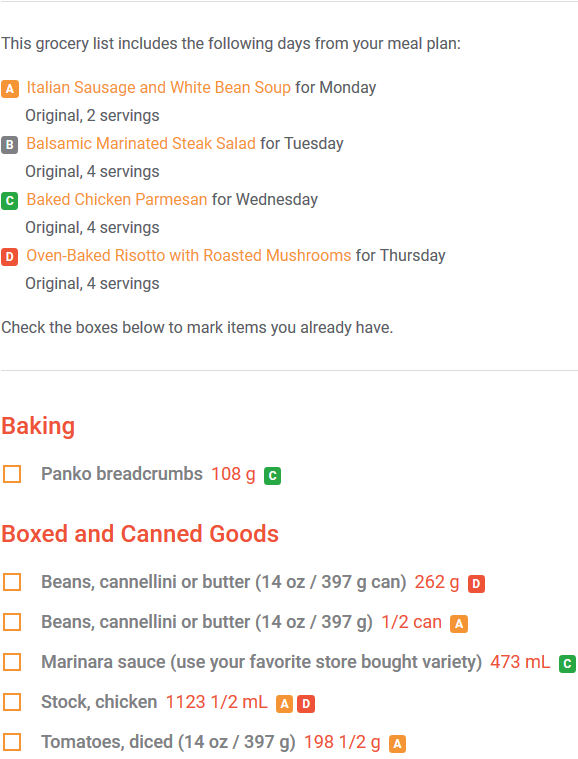 This grocery list includes the following days from your meal plan:
A Italian Sausage and White Bean Soup for Monday
Original, 2 servings
B Balsamic Marinated Steak Salad for Tuesday
Original, 4 servings
C Baked Chicken Parmesan for Wednesday
Original, 4 servings
D Oven-Baked Risotto with Roasted Mushrooms for Thursday
Original, 4 servings
Check the boxes below to mark items you already have.
Baking
Panko breadcrumbs 108 g C
Boxed and Canned Goods
Beans, cannellini or butter (14 oz / 397 g can) 262 g D
Beans, cannellini or butter (14 oz / 397 g) 1/2 can A
Marinara sauce (use your favorite store bought variety) 473 mL C
Stock, chicken 1123 1/2 mL A D
Tomatoes, diced (14 oz / 397 g) 198 1/2 g A